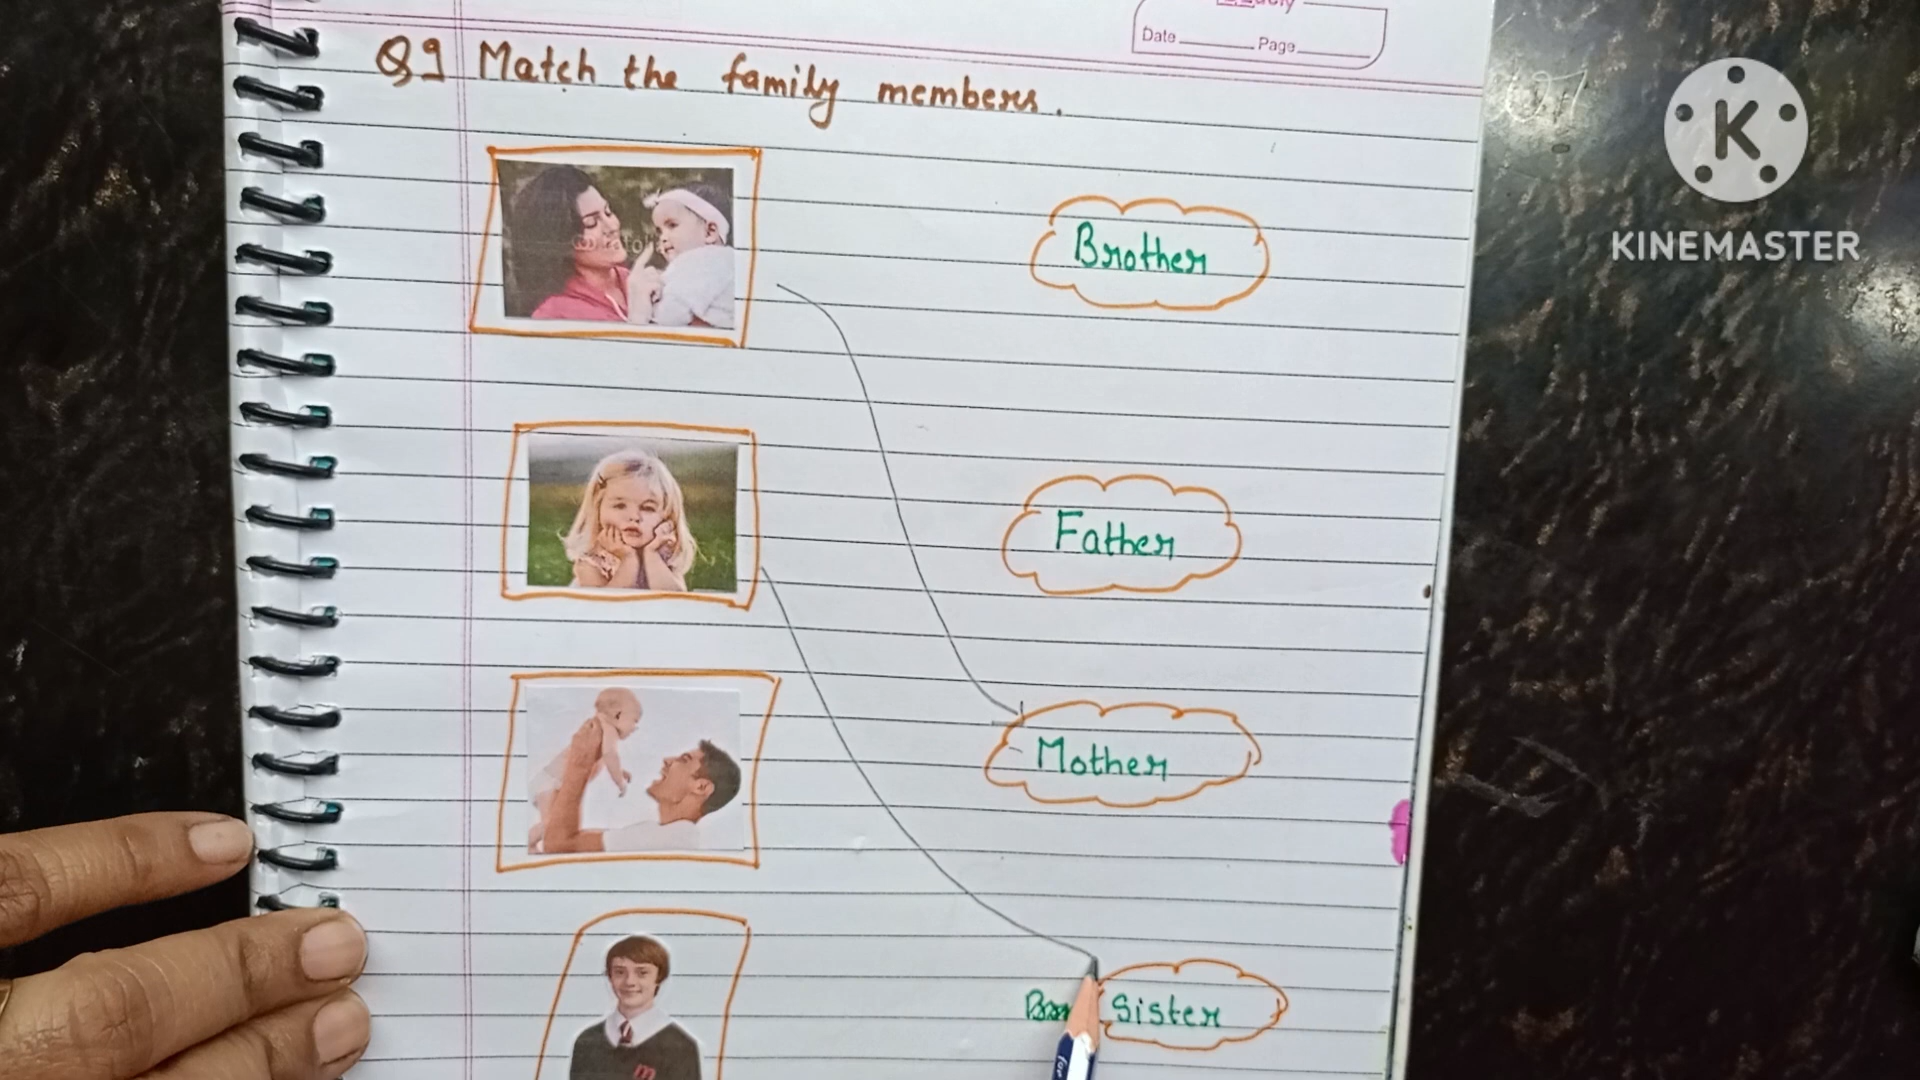 Date Page
Q9 Match the family members.
K
KINEMASTER
Brother
Father
Mother
Sister
m